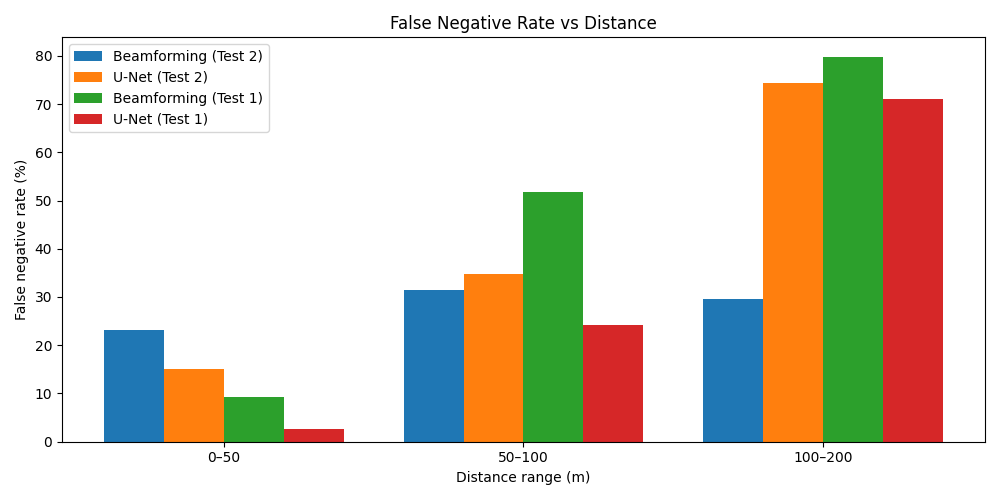 False Negative Rate vs Distance
Beamforming (Test 2)
U-Net (Test 2)
Beamforming (Test 1)
U-Net (Test 1)
False negative rate (%)
80
70
60
50
40
30
20
10
0
0–50
50–100
100–200
Distance range (m)